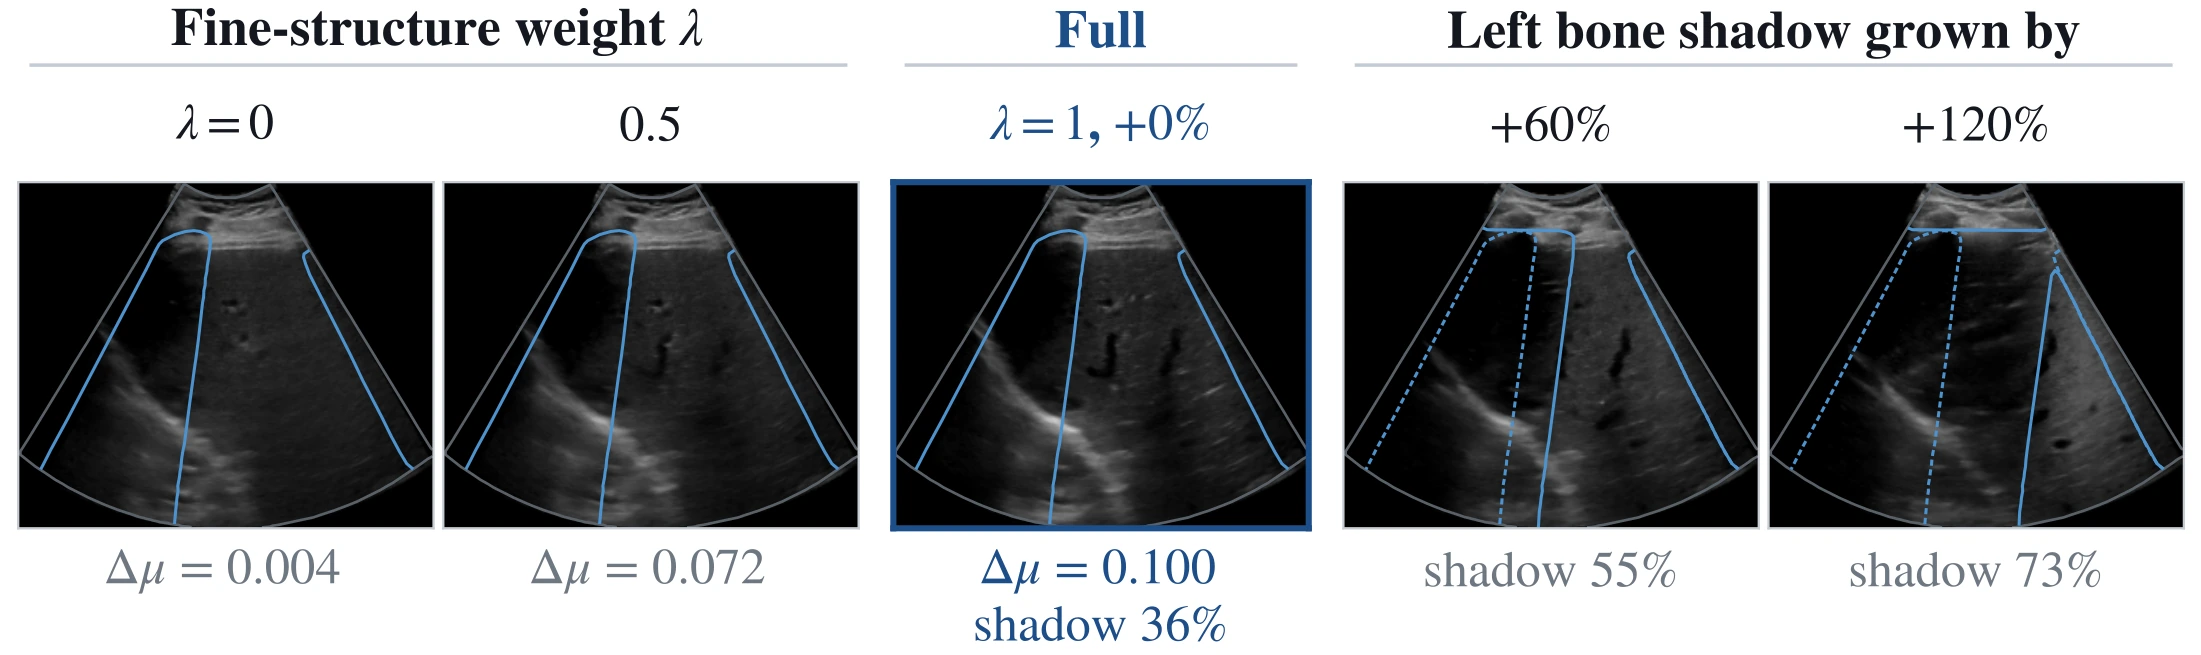 Fine-structure weight λ
Full
Left bone shadow grown by
λ = 0
0.5
λ = 1, +0%
+60%
+120%
Δμ = 0.004
Δμ = 0.072
Δμ = 0.100
shadow 36%
shadow 55%
shadow 73%